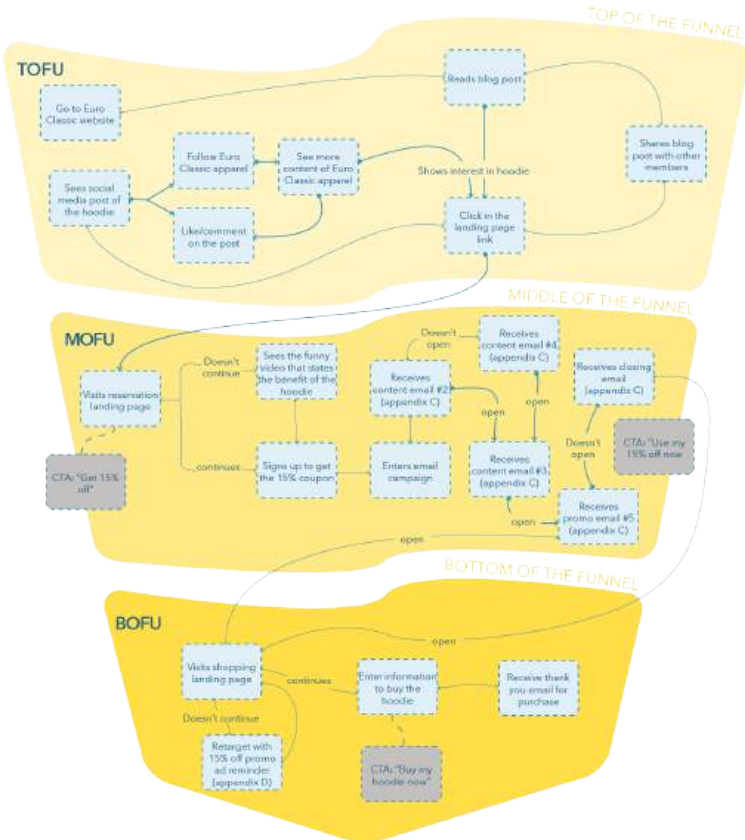 TOP OF THE FUNNEL
TOFU
Reads blog post
Go to Euro
Classic website
Follow Euro
Classic apparel
See more
content of Euro
Classic apparel
Shares blog
post with other
members
Sees social
media post of
the hoodie
Shows interest in hoodie
Like/comment
on the post
Click in the
landing page
link
MIDDLE OF THE FUNNEL
MOFU
Doesn't
continue
Sees the funny
video that states
the benefit of the
hoodie
Doesn't
open
Receives
content email #4
(appendix C)
Receives closing
email
(appendix C)
Visits reservation
landing page
Receives
content email #2
(appendix C)
open
open
Doesn't
open
CTA: "Use my
15% off now
CTA: "Get 15%
off"
continues
Signs up to get
the 15% coupon
Enters email
campaign
Receives
content email #3
(appendix C)
open
Receives
promo email #5
(appendix C)
open
BOTTOM OF THE FUNNEL
BOFU
open
Visits shopping
landing page
continues
Enter information
to buy the
hoodie
Receive thank
you email for
purchase
Doesn't continue
Retarget with
15% off promo
ad reminder
(appendix D)
CTA: "Buy my
hoodie now"